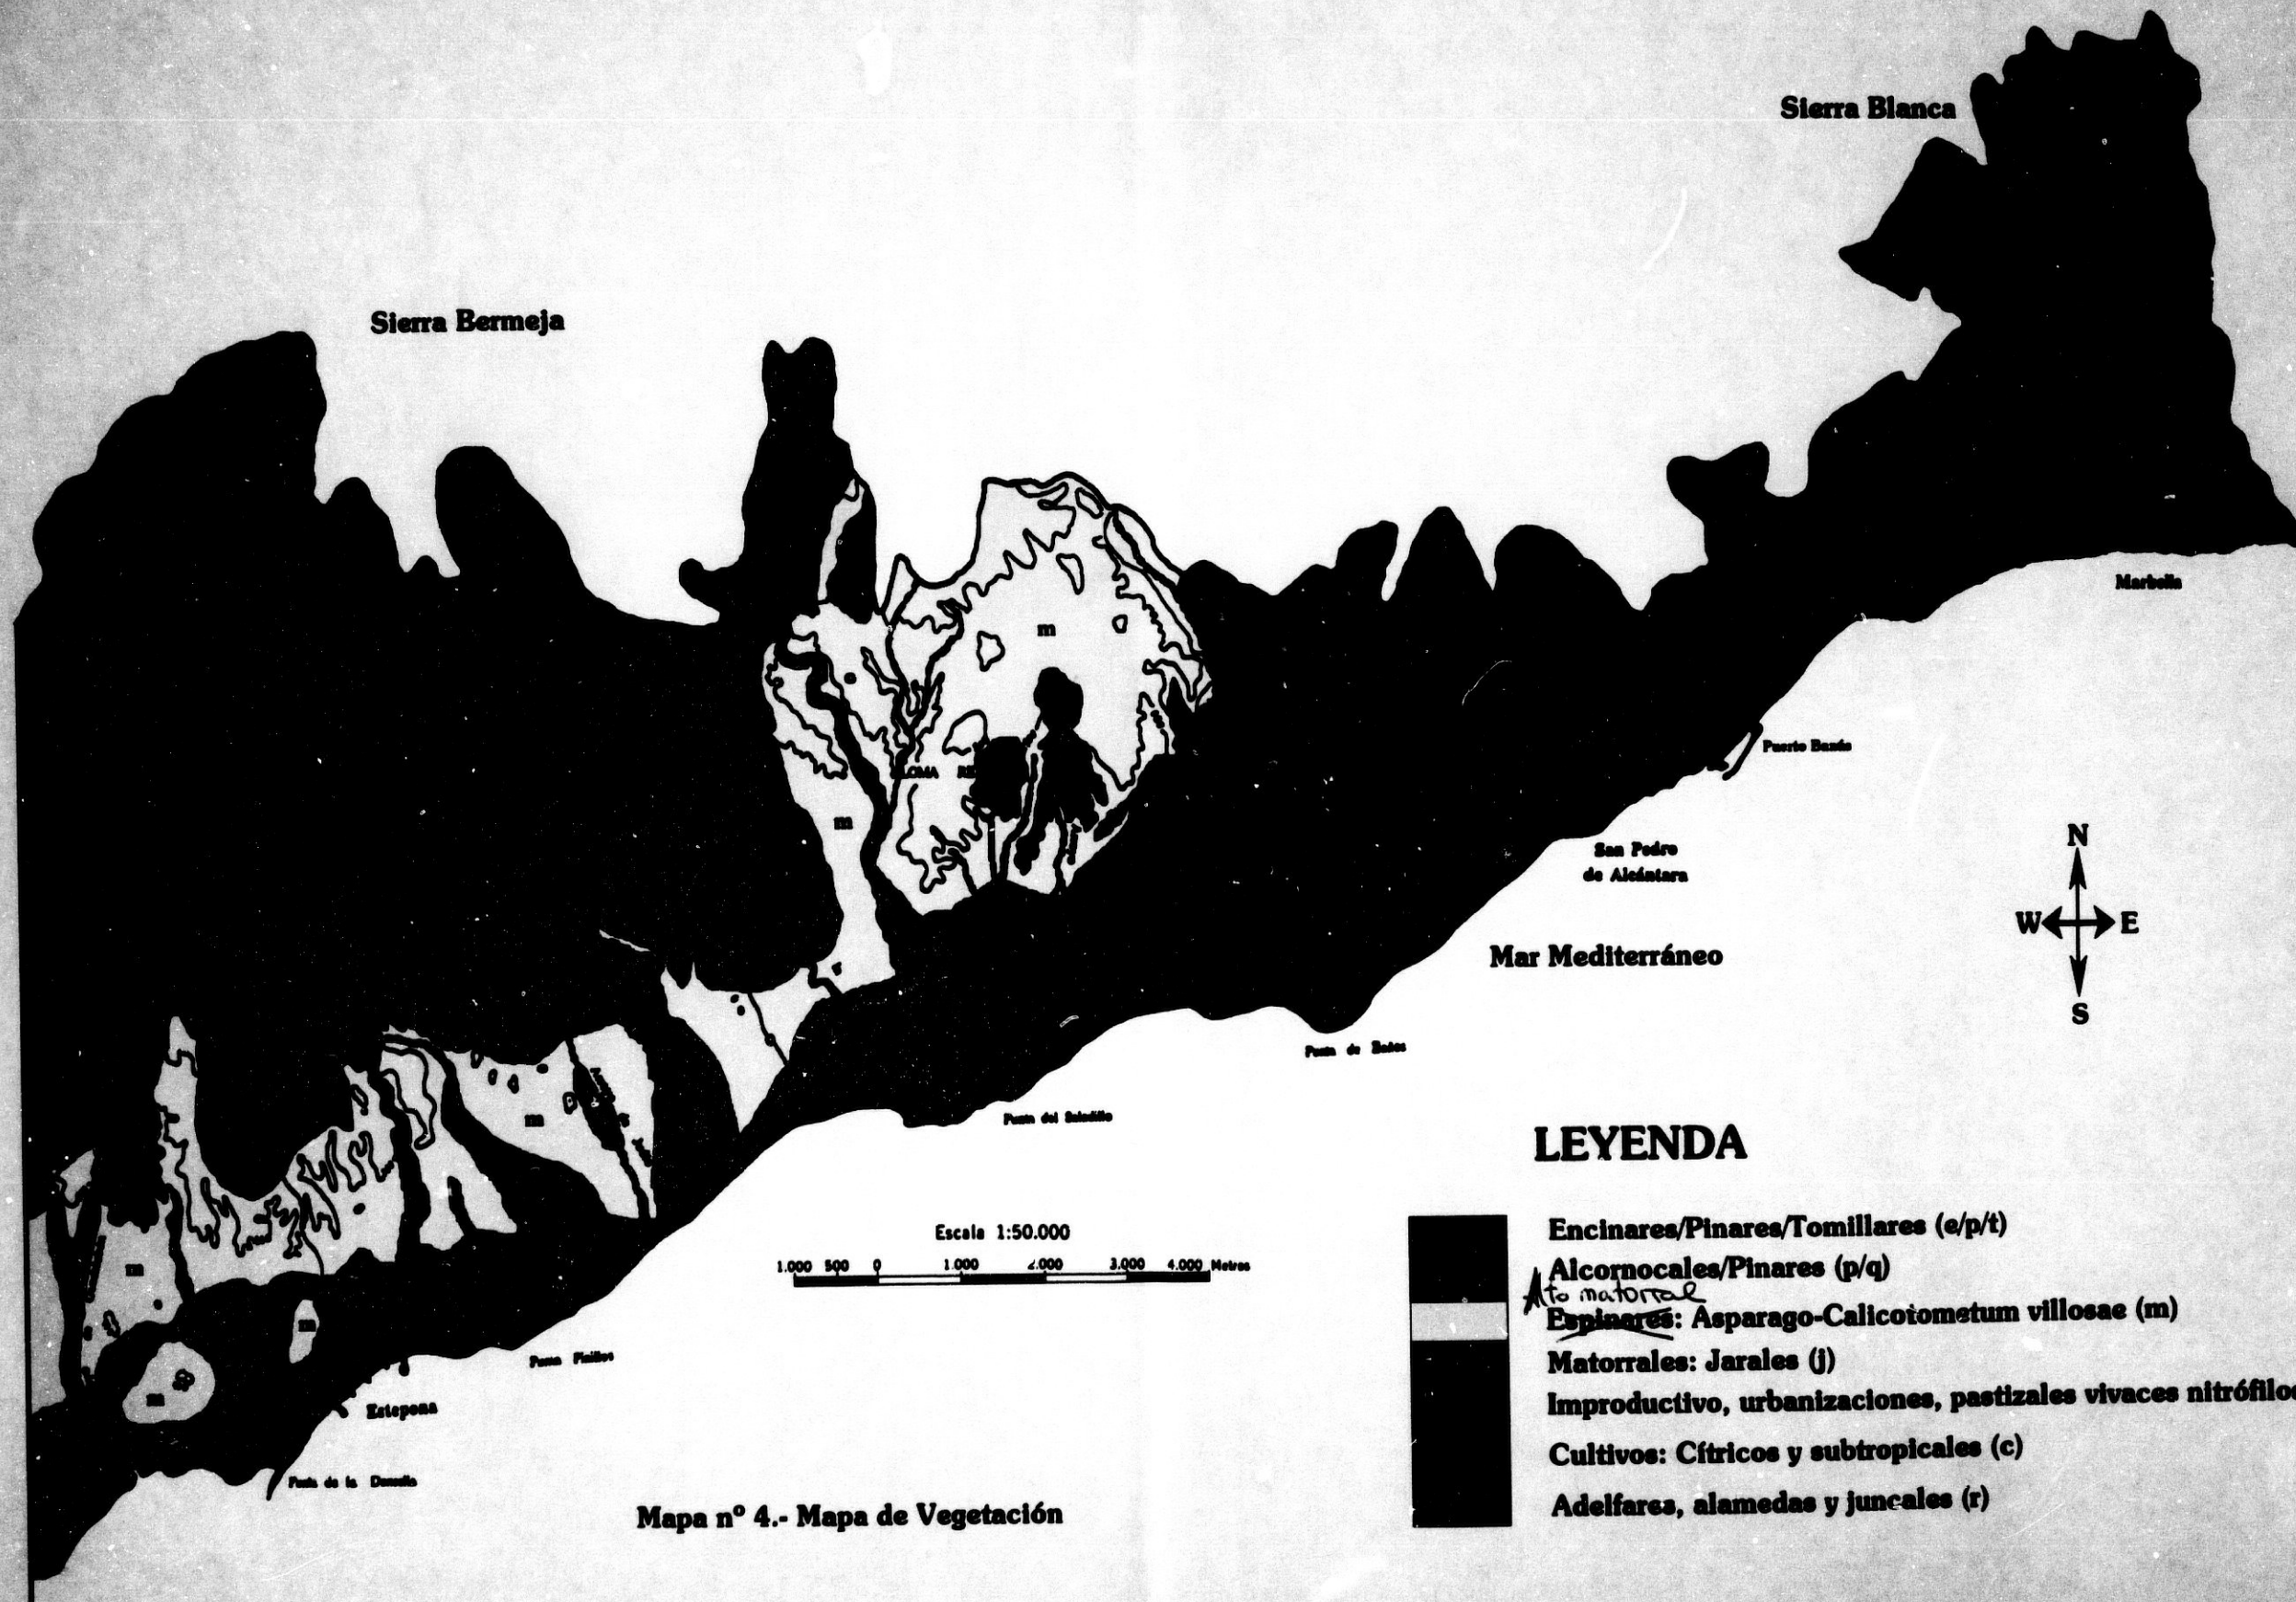 Sierra Blanca
Sierra Bermeja
Marbella
m
Puerto Banús
LOMA
m
N
San Pedro
de Alcántara
W E
Mar Mediterráneo
S
Punta de Baños
Punta del Saladillo
m
LEYENDA
Encinares/Pinares/Tomillares (e/p/t)
Escala 1:50.000
1.000 500 0 1.000 2.000 3.000 4.000 Metros
Alcornocales/Pinares (p/q)
m
Alto matorral
Espinares: Asparago-Calicotometum villosae (m)
m
Matorrales: Jarales (j)
Punta
m
Improductivo, urbanizaciones, pastizales vivaces nitrófilo
Estepona
Cultivos: Cítricos y subtropicales (c)
Punta de la Doncella
Adelfares, alamedas y juncales (r)
Mapa nº 4.- Mapa de Vegetación